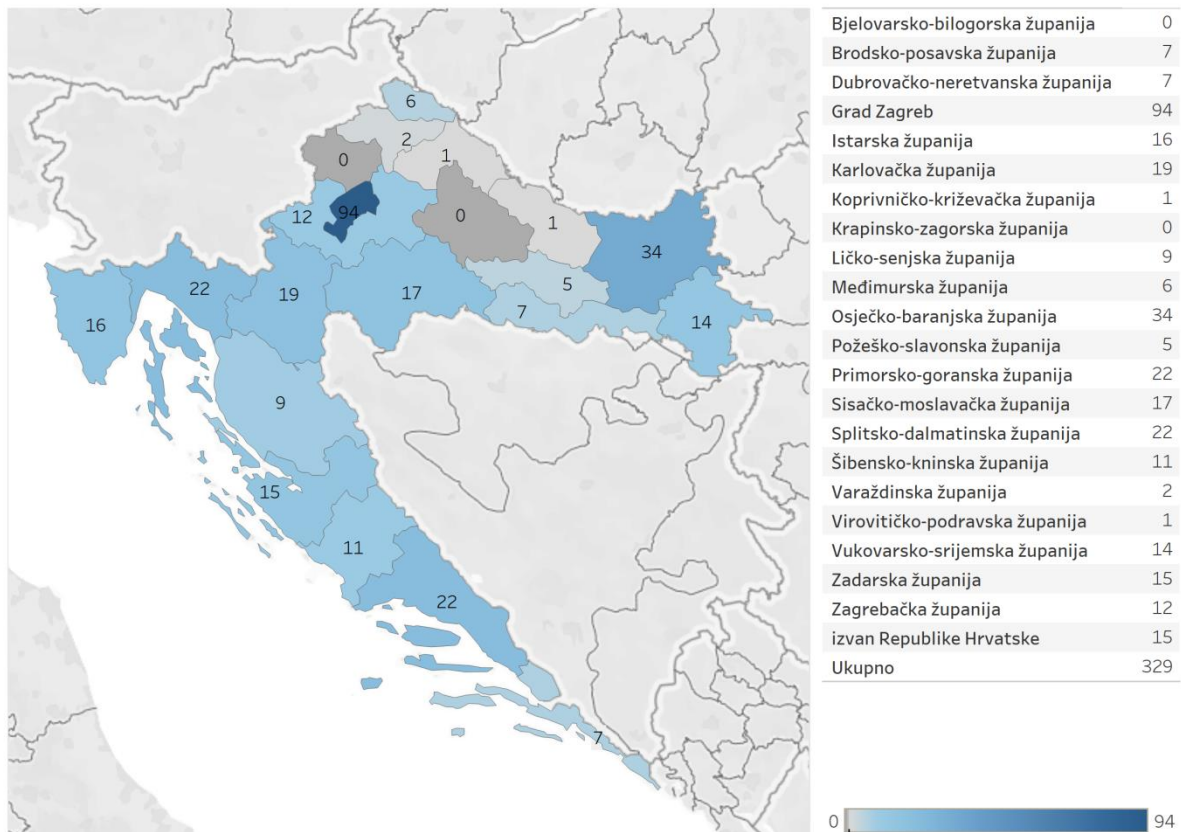 6
2
0
1
12
94
0
1
34
22
19
17
5
16
7
14
9
15
11
22
7
Bjelovarsko-bilogorska županija 0
Brodsko-posavska županija 7
Dubrovačko-neretvanska županija 7
Grad Zagreb 94
Istarska županija 16
Karlovačka županija 19
Koprivničko-križevačka županija 1
Krapinsko-zagorska županija 0
Ličko-senjska županija 9
Međimurska županija 6
Osječko-baranjska županija 34
Požeško-slavonska županija 5
Primorsko-goranska županija 22
Sisačko-moslavačka županija 17
Splitsko-dalmatinska županija 22
Šibensko-kninska županija 11
Varaždinska županija 2
Virovitičko-podravska županija 1
Vukovarsko-srijemska županija 14
Zadarska županija 15
Zagrebačka županija 12
izvan Republike Hrvatske 15
Ukupno 329
0 94